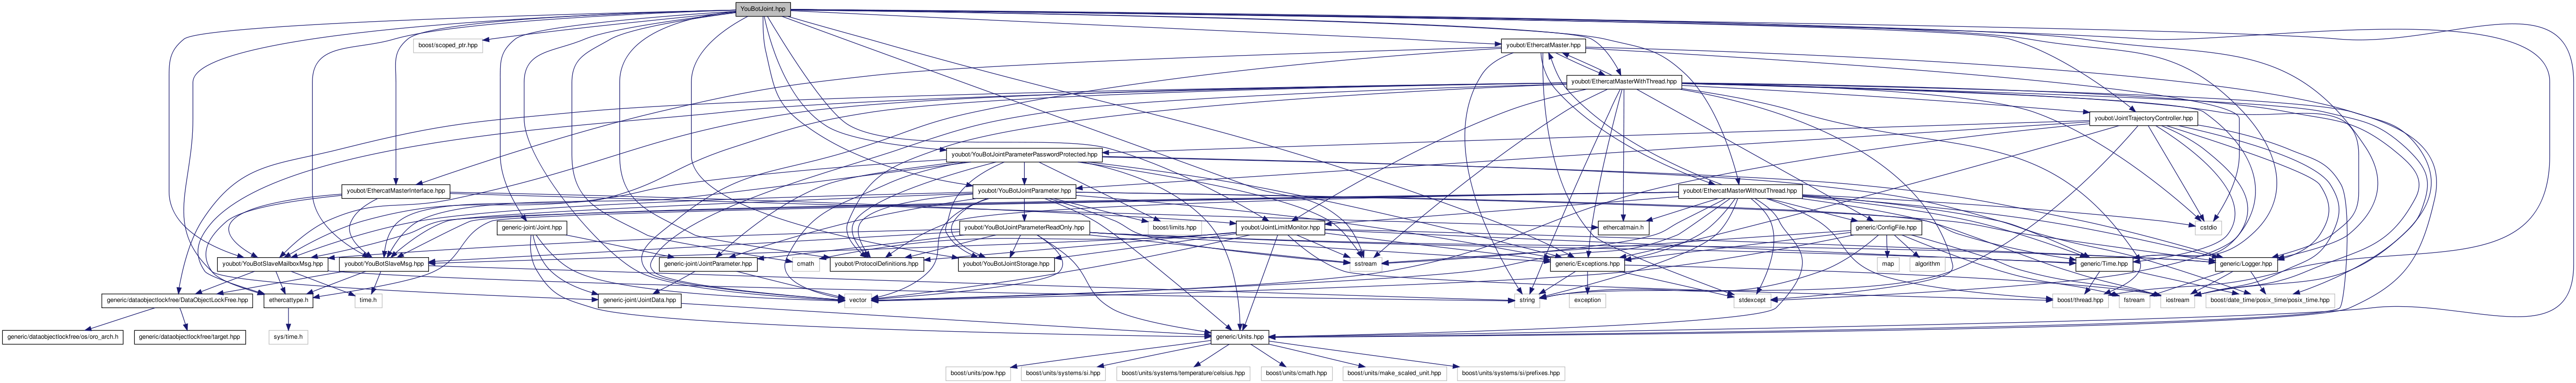 YouBotJoint.hpp
boost/scoped_ptr.hpp
youbot/EthercatMaster.hpp
youbot/EthercatMasterWithThread.hpp
youbot/JointTrajectoryController.hpp
youbot/YouBotJointParameterPasswordProtected.hpp
youbot/EthercatMasterInterface.hpp
youbot/YouBotJointParameter.hpp
youbot/EthercatMasterWithoutThread.hpp
generic-joint/Joint.hpp
youbot/YouBotJointParameterReadOnly.hpp
boost/limits.hpp
youbot/JointLimitMonitor.hpp
ethercatmain.h
generic/ConfigFile.hpp
cstdio
youbot/YouBotSlaveMailboxMsg.hpp
youbot/YouBotSlaveMsg.hpp
generic-joint/JointParameter.hpp
cmath
youbot/ProtocolDefinitions.hpp
youbot/YouBotJointStorage.hpp
sstream
generic/Exceptions.hpp
map
algorithm
generic/Time.hpp
generic/Logger.hpp
generic/dataobjectlockfree/DataObjectLockFree.hpp
ethercattype.h
time.h
generic-joint/JointData.hpp
vector
string
exception
stdexcept
boost/thread.hpp
fstream
iostream
boost/date_time/posix_time/posix_time.hpp
generic/dataobjectlockfree/os/oro_arch.h
generic/dataobjectlockfree/target.hpp
sys/time.h
generic/Units.hpp
boost/units/pow.hpp
boost/units/systems/si.hpp
boost/units/systems/temperature/celsius.hpp
boost/units/cmath.hpp
boost/units/make_scaled_unit.hpp
boost/units/systems/si/prefixes.hpp